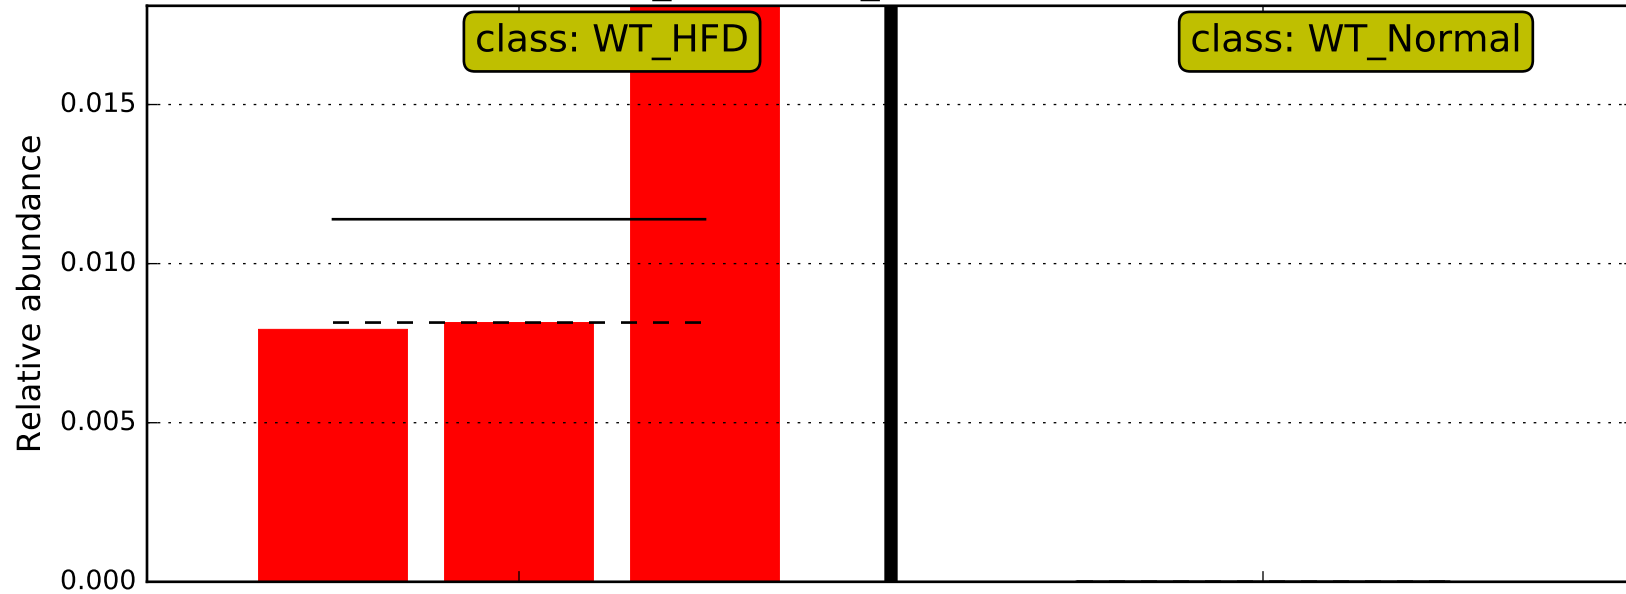 class: WT_HFD
class: WT_Normal
0.015
0.010
0.005
0.000
Relative abundance